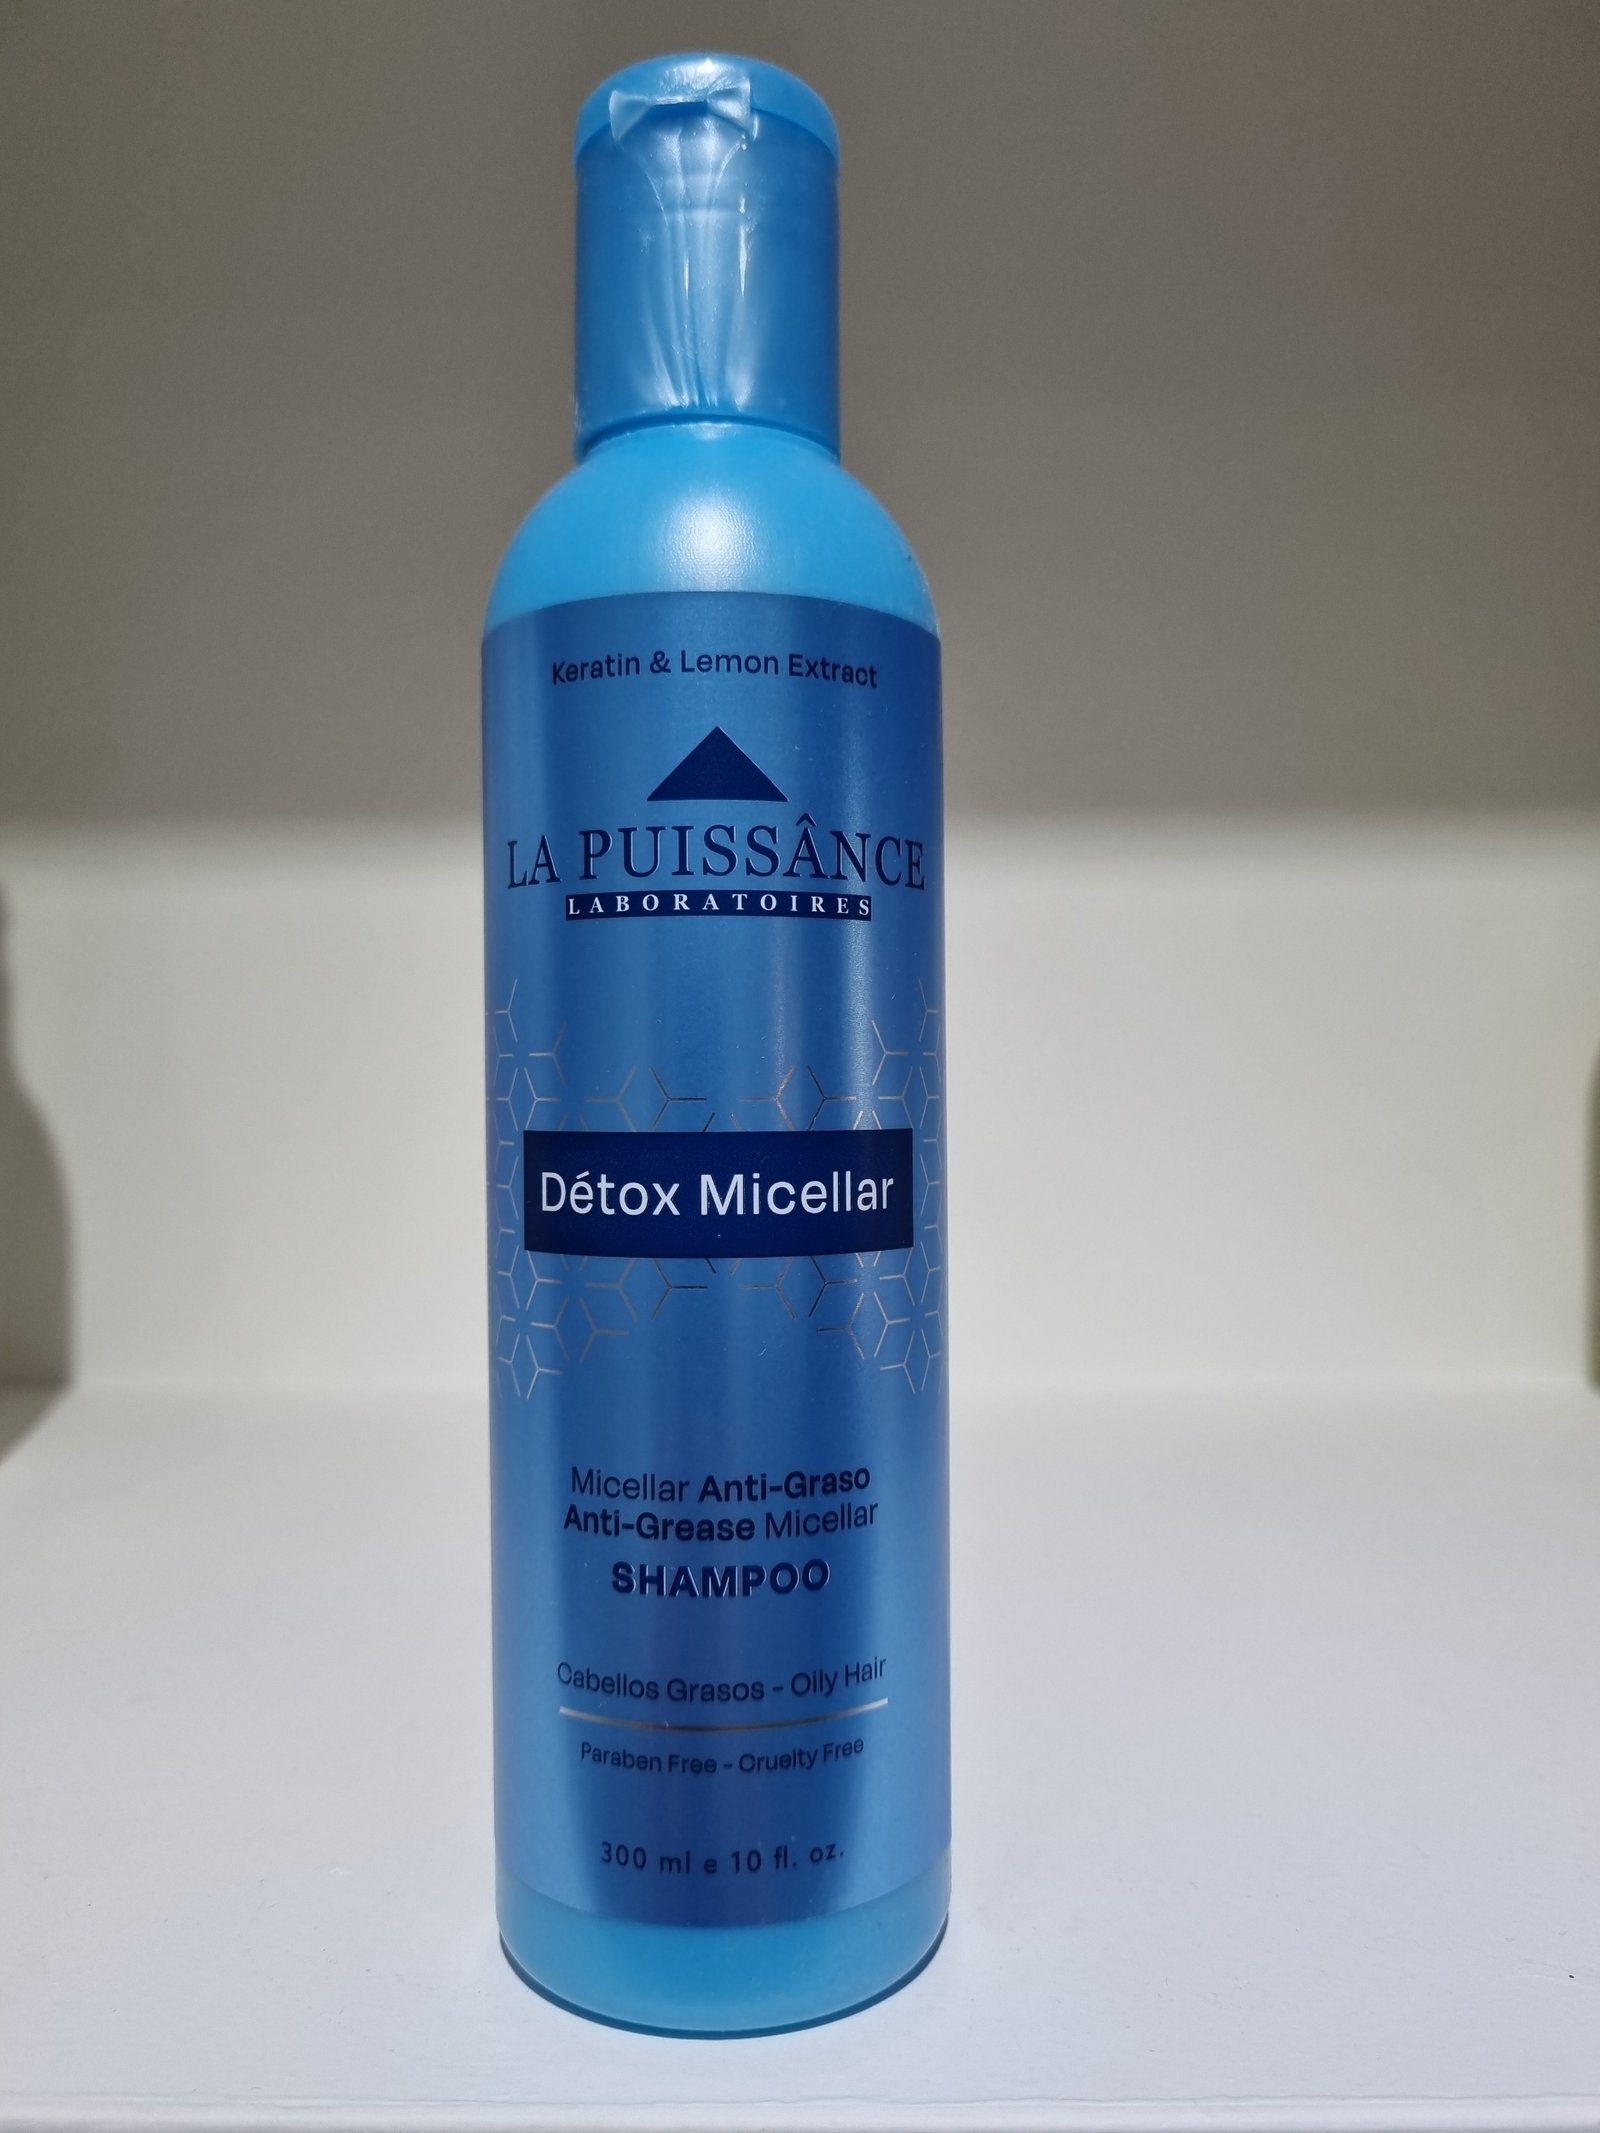 Keratin & Lemon Extract
LA PUISSÂNCE
LABORATOIRES
Détox Micellar
Micellar Anti-Graso
Anti-Grease Micellar
SHAMPOO
Cabellos Grasos - Oily Hair
Paraben Free - Cruelty Free
300 ml e 10 fl. oz.